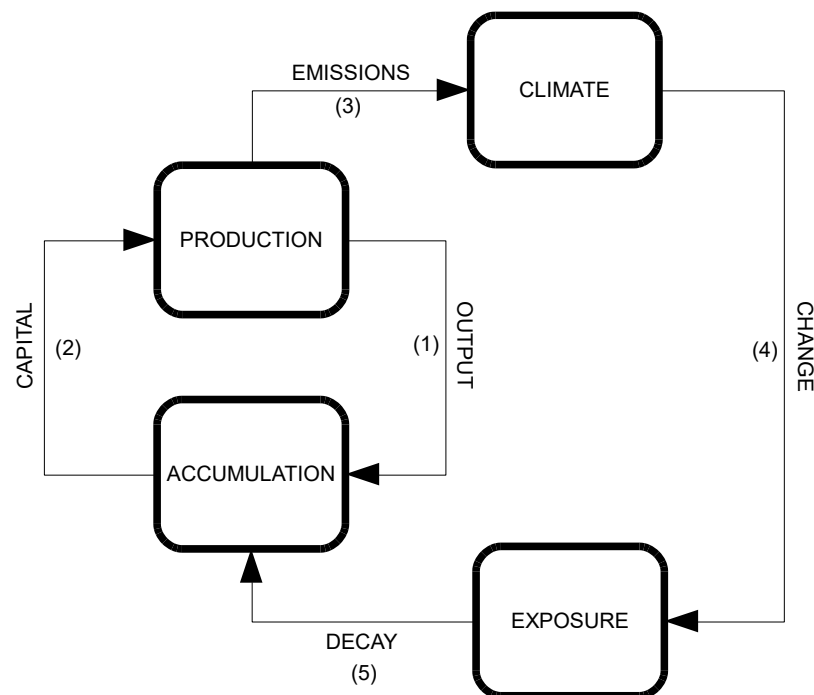 EMISSIONS
(3)
CLIMATE
PRODUCTION
CAPITAL
(2)
(1)
OUTPUT
(4)
CHANGE
ACCUMULATION
DECAY
(5)
EXPOSURE